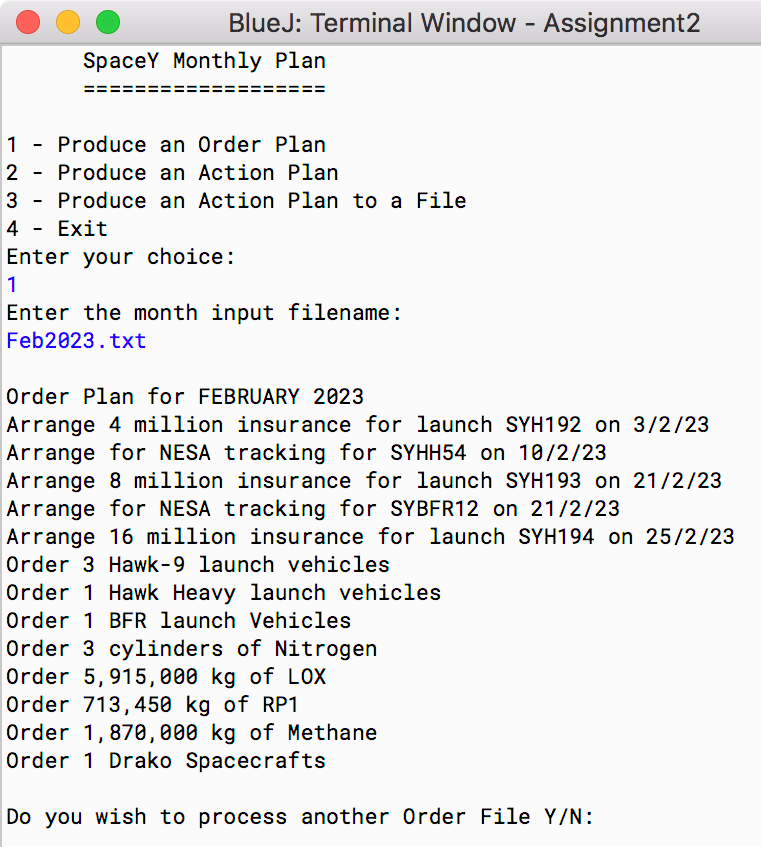 BlueJ: Terminal Window - Assignment2
SpaceY Monthly Plan
===================
1 - Produce an Order Plan
2 - Produce an Action Plan
3 - Produce an Action Plan to a File
4 - Exit
Enter your choice:
1
Enter the month input filename:
Feb2023.txt
Order Plan for FEBRUARY 2023
Arrange 4 million insurance for launch SYH192 on 3/2/23
Arrange for NESA tracking for SYHH54 on 10/2/23
Arrange 8 million insurance for launch SYH193 on 21/2/23
Arrange for NESA tracking for SYBFR12 on 21/2/23
Arrange 16 million insurance for launch SYH194 on 25/2/23
Order 3 Hawk-9 launch vehicles
Order 1 Hawk Heavy launch vehicles
Order 1 BFR launch Vehicles
Order 3 cylinders of Nitrogen
Order 5,915,000 kg of LOX
Order 713,450 kg of RP1
Order 1,870,000 kg of Methane
Order 1 Drako Spacecrafts
Do you wish to process another Order File Y/N: